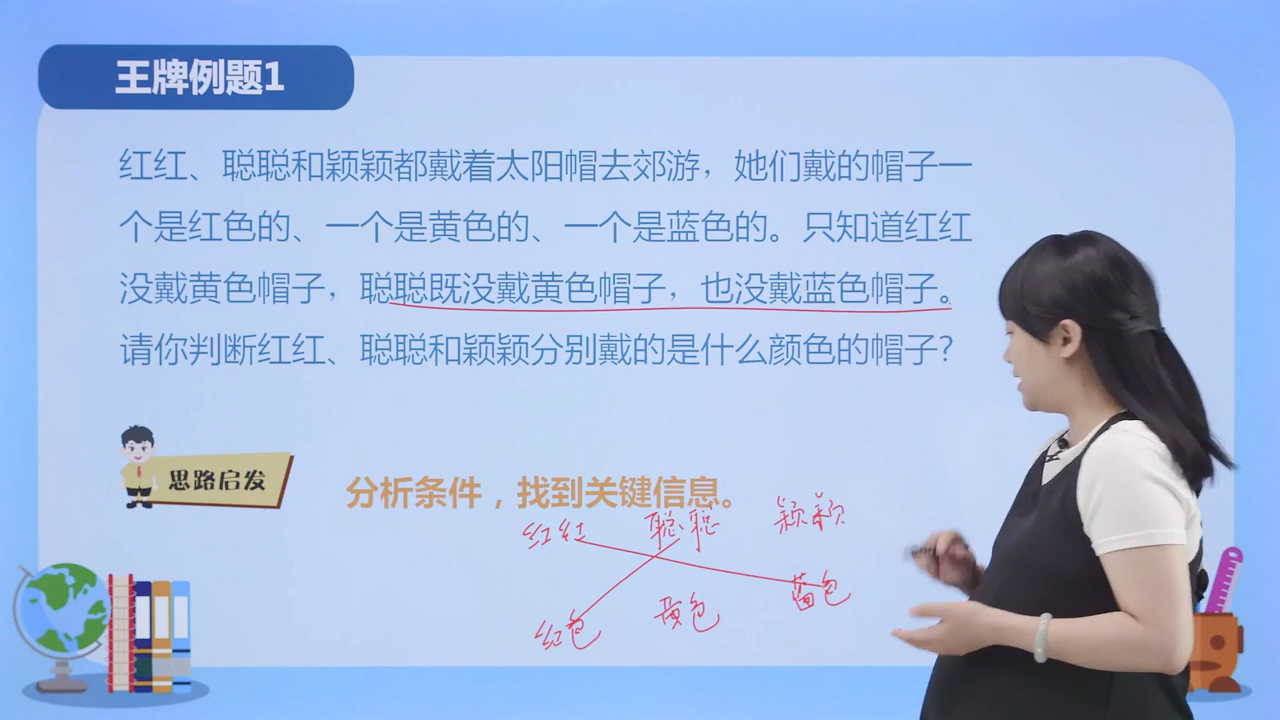 王牌例题1
红红、聪聪和颖颖都戴着太阳帽去郊游，她们戴的帽子一
个是红色的、一个是黄色的、一个是蓝色的。只知道红红
没戴黄色帽子，聪聪既没戴黄色帽子，也没戴蓝色帽子。
请你判断红红、聪聪和颖颖分别戴的是什么颜色的帽子?
思路启发
分析条件，找到关键信息。
红红 聪聪 颖颖
红色 黄色 蓝色